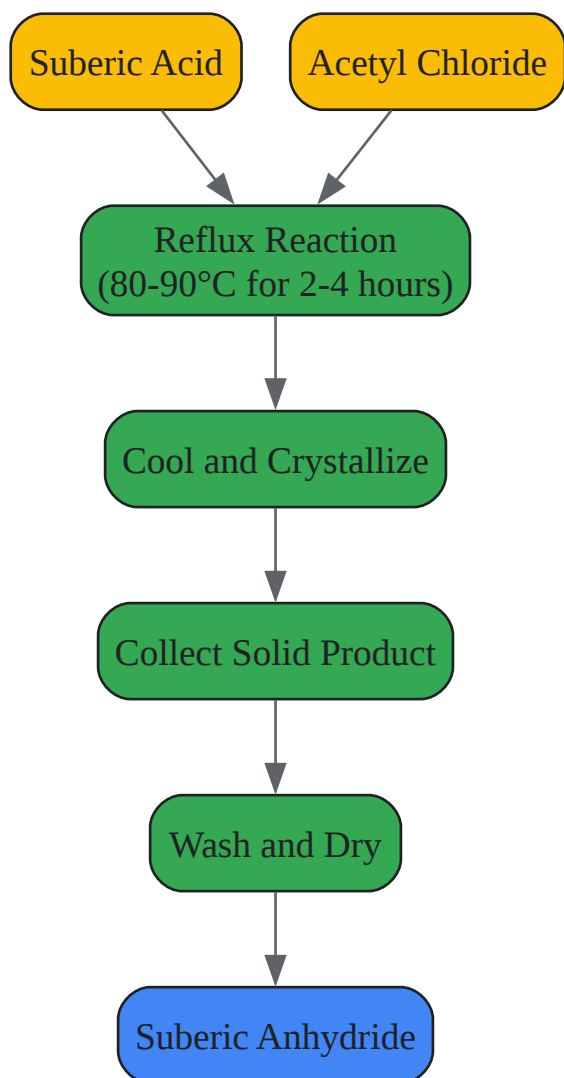 Suberic Acid
Acetyl Chloride
Reflux Reaction
(80-90°C for 2-4 hours)
Cool and Crystallize
Collect Solid Product
Wash and Dry
Suberic Anhydride